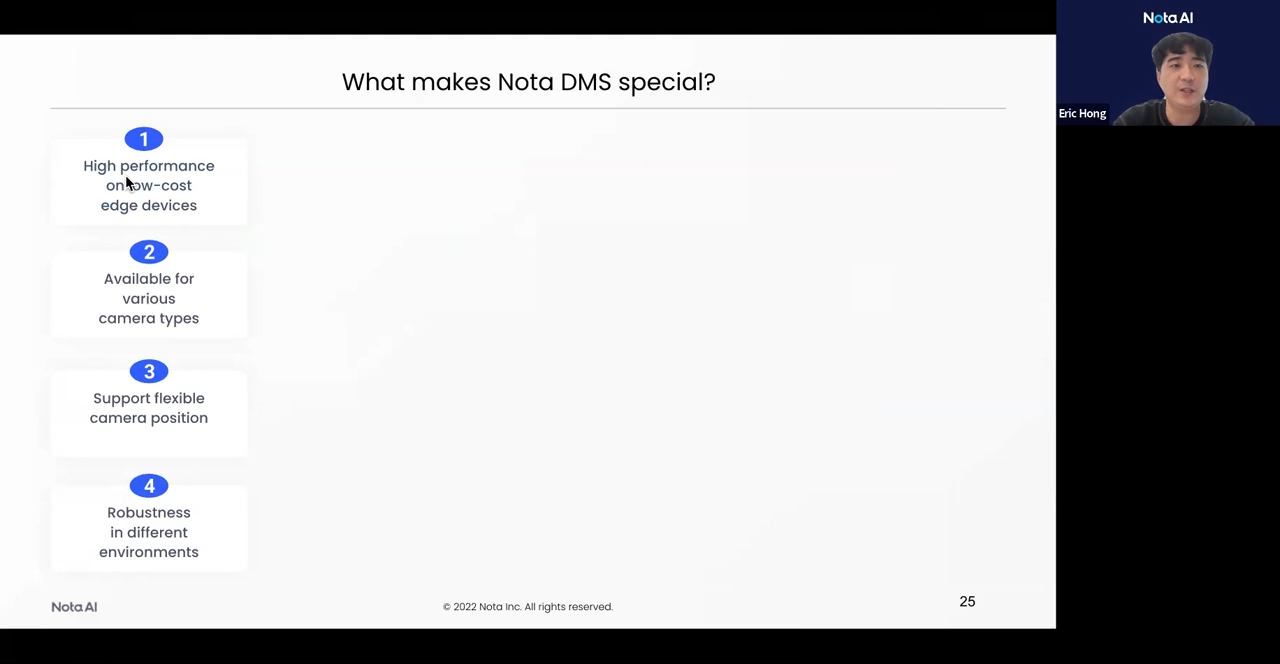 What makes Nota DMS special?
1
High performance
on low-cost
edge devices
2
Available for
various
camera types
3
Support flexible
camera position
4
Robustness
in different
environments
Nota AI
© 2022 Nota Inc. All rights reserved.
25
Nota AI
Eric Hong